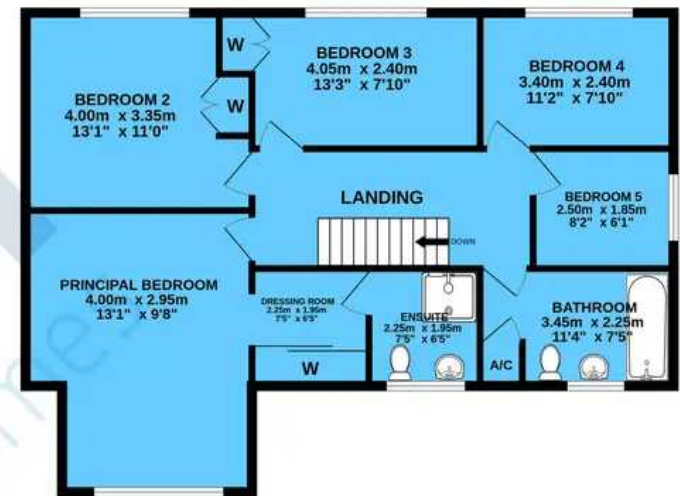 BEDROOM 2
4.00m x 3.35m
13'1" x 11'0"
W
W
BEDROOM 3
4.05m x 2.40m
13'3" x 7'10"
BEDROOM 4
3.40m x 2.40m
11'2" x 7'10"
LANDING
DOWN
BEDROOM 5
2.50m x 1.85m
8'2" x 6'1"
PRINCIPAL BEDROOM
4.00m x 2.95m
13'1" x 9'8"
DRESSING ROOM
2.25m x 1.95m
7'5" x 6'5"
W
ENSUITE
2.25m x 1.95m
7'5" x 6'5"
A/C
BATHROOM
3.45m x 2.25m
11'4" x 7'5"